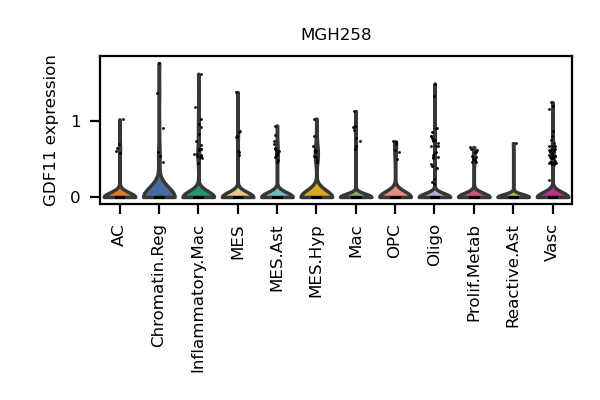 MGH258
GDF11 expression
1
0
AC
Chromatin.Reg
Inflammatory.Mac
MES
MES.Ast
MES.Hyp
Mac
OPC
Oligo
Prolif.Metab
Reactive.Ast
Vasc